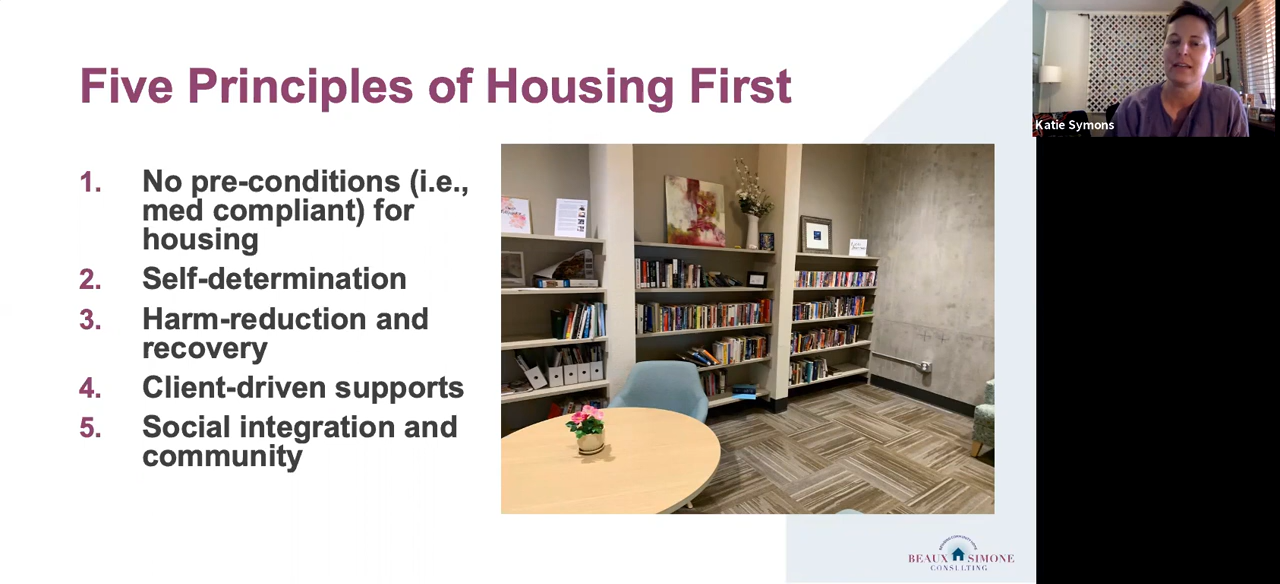 Five Principles of Housing First
1. No pre-conditions (i.e.,
med compliant) for
housing
2. Self-determination
3. Harm-reduction and
recovery
4. Client-driven supports
5. Social integration and
community
Katie Symons
BEAUX SIMONE
CONSULTING